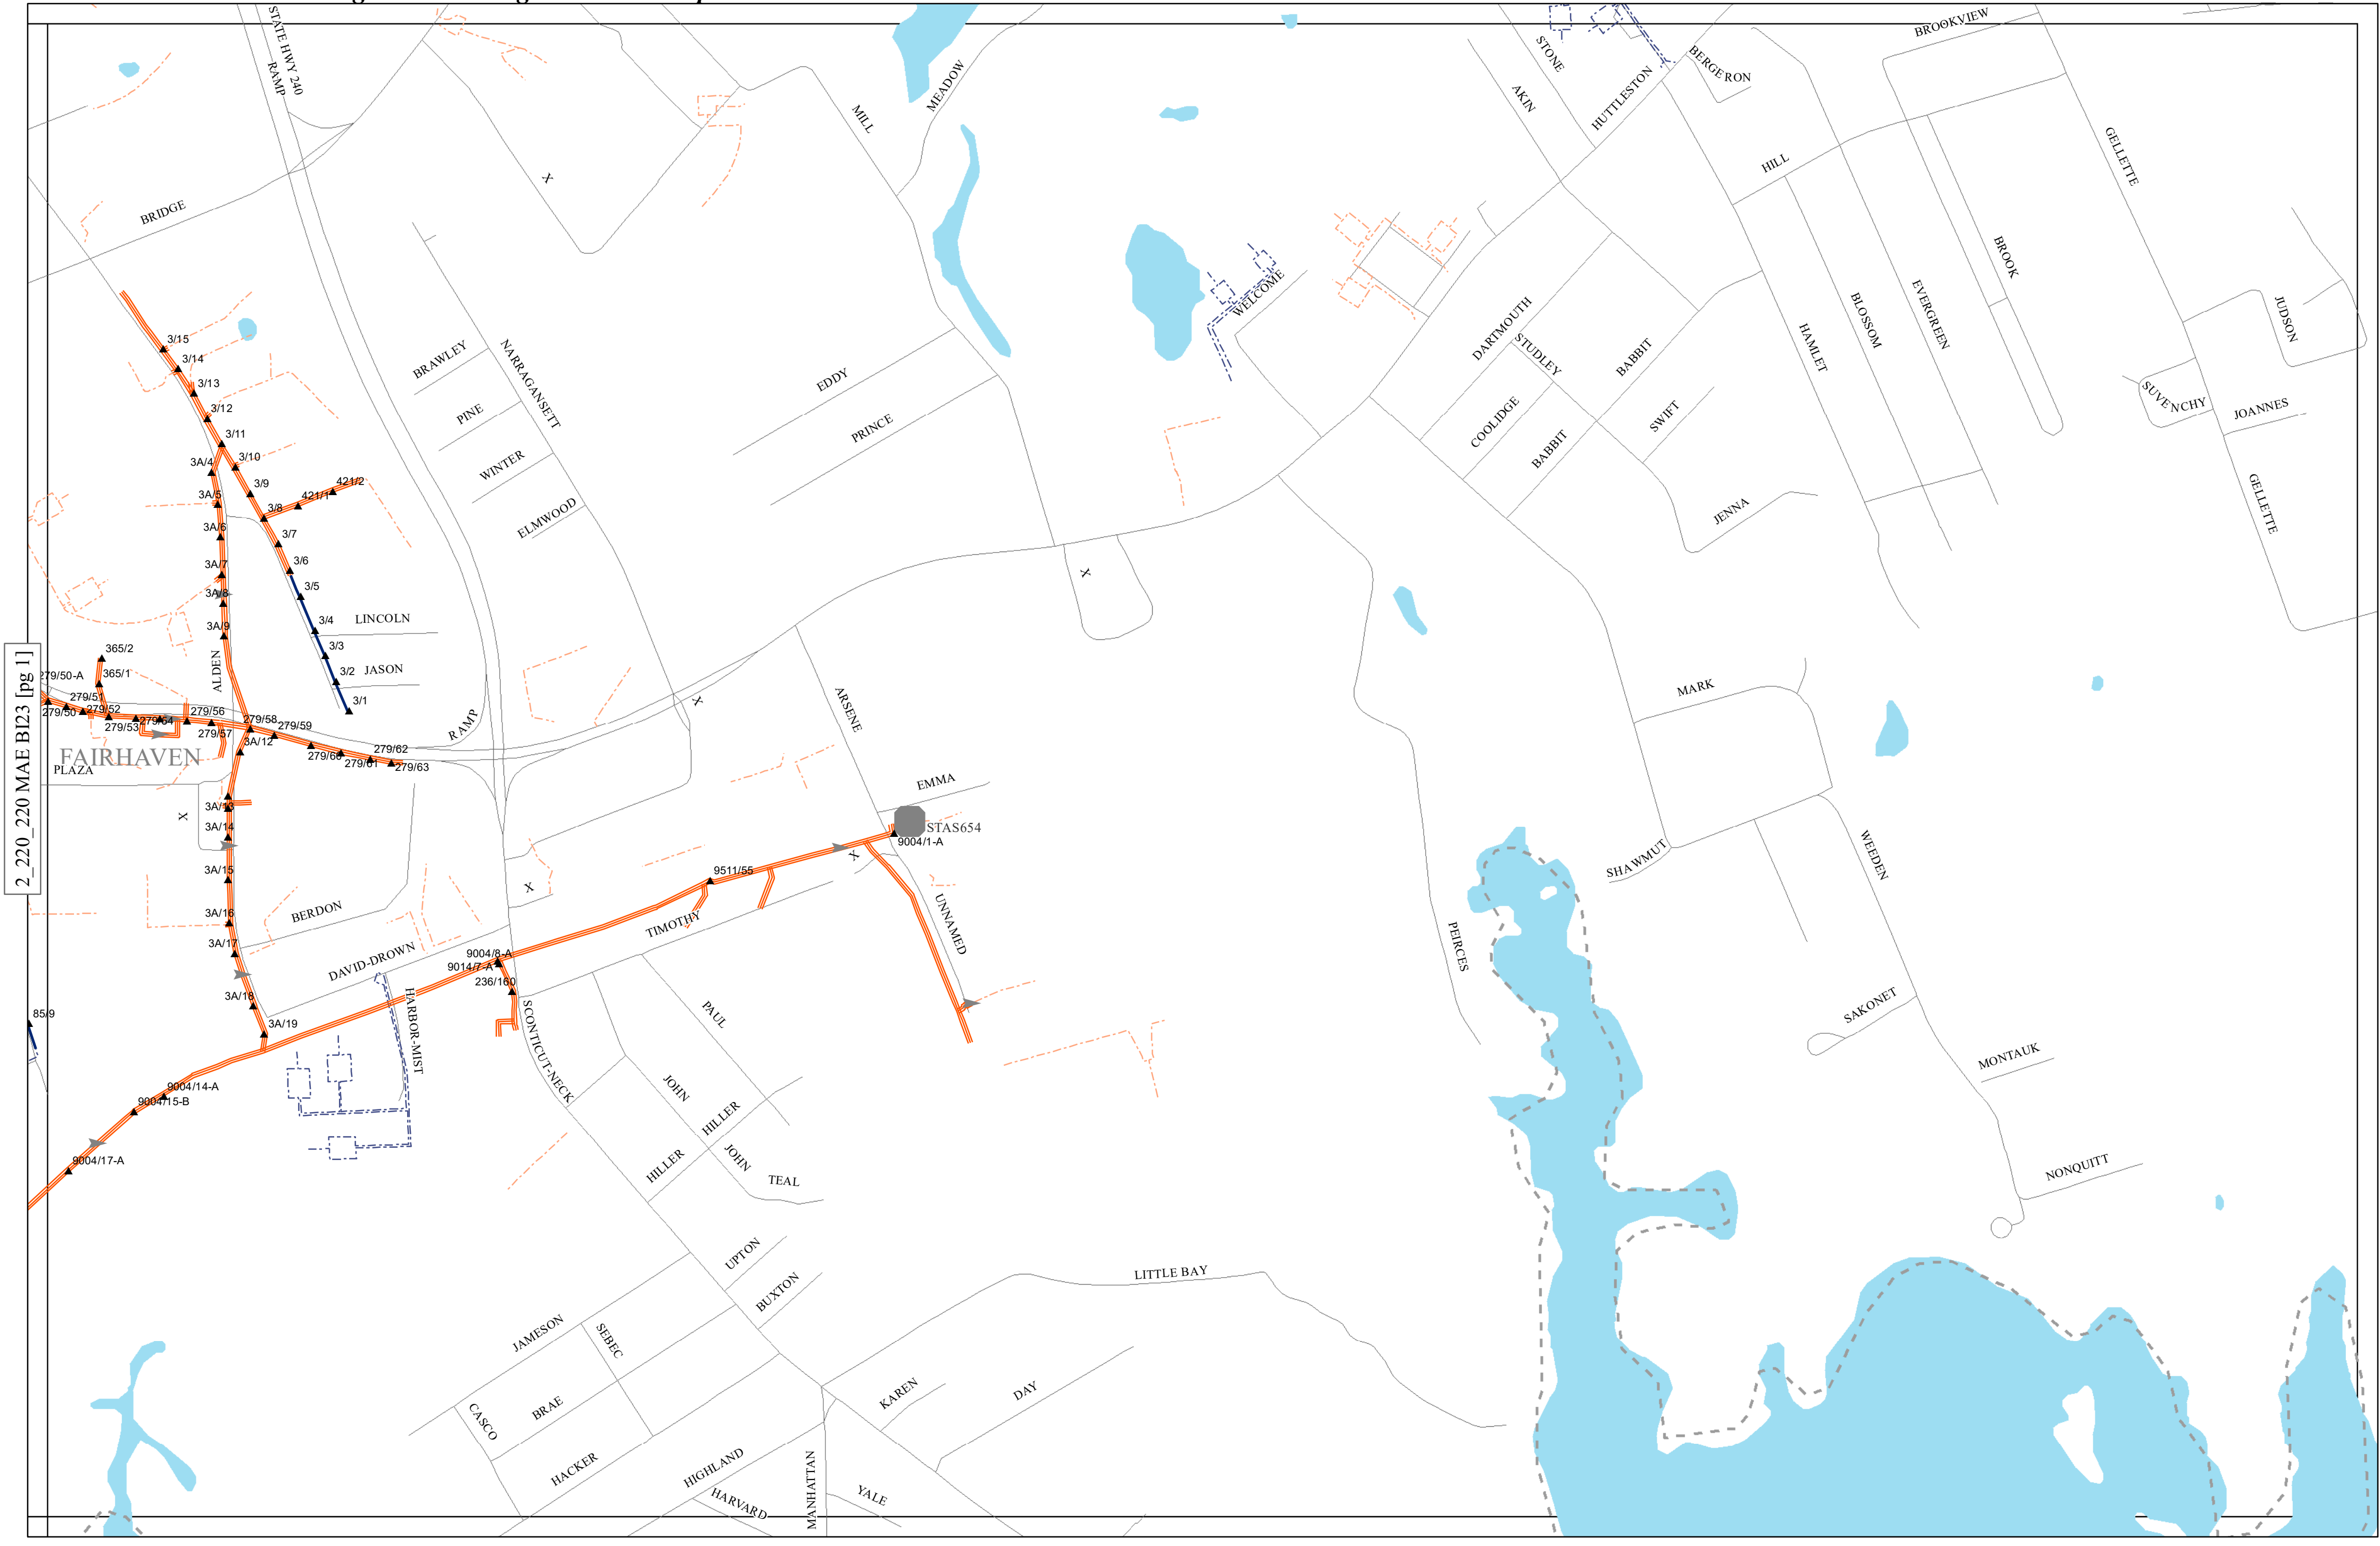 STATE HWY 240
RAMP
BRIDGE
X
MILL
MEADOW
STONE
AKIN
HUTTLESTON
BERGERON
BROOKVIEW
HILL
GELLETTE
BROOK
EVERGREEN
BLOSSOM
HAMLET
JUDSON
SUVENCHY
JOANNES
GELLETTE
WELCOME
DARTMOUTH
STUDLEY
BABBIT
COOLIDGE
BABBIT
SWIFT
JENNA
BRAWLEY
NARRAGANSETT
PINE
WINTER
ELMWOOD
EDDY
PRINCE
X
3/15
3/14
3/13
3/12
3/11
3/10
3/9
3/8
421/1
421/2
3/7
3/6
3/5
3/4
3/3
3/2
3/1
3A/4
3A/5
3A/6
3A/7
3A/8
3A/9
LINCOLN
JASON
ALDEN
365/2
365/1
279/50-A
279/50
279/51
279/52
279/53
279/54
279/56
279/57
279/58
279/59
279/60
279/61
279/62
279/63
3A/12
FAIRHAVEN
PLAZA
X
RAMP
X
3A/13
3A/14
3A/15
3A/16
3A/17
3A/18
3A/19
BERDON
DAVID-DROWN
HARBOR-MIST
X
ARSENE
EMMA
STAS654
9004/1-A
X
9511/55
TIMOTHY
UNNAMED
9004/8-A
9014/7-A
236/160
SCONTICUT-NECK
85/9
9004/14-A
9004/15-B
9004/17-A
2_220_220 MAE BI23 [pg 1]
PAUL
JOHN
HILLER
HILLER
JOHN
TEAL
UPTON
BUXTON
JAMESON
SEBEC
CASCO
BRAE
HACKER
HIGHLAND
HARVARD
MANHATTAN
YALE
KAREN
DAY
LITTLE BAY
PEIRCES
MARK
SHAWMUT
WEEDEN
SAKONET
MONTAUK
NONQUITT